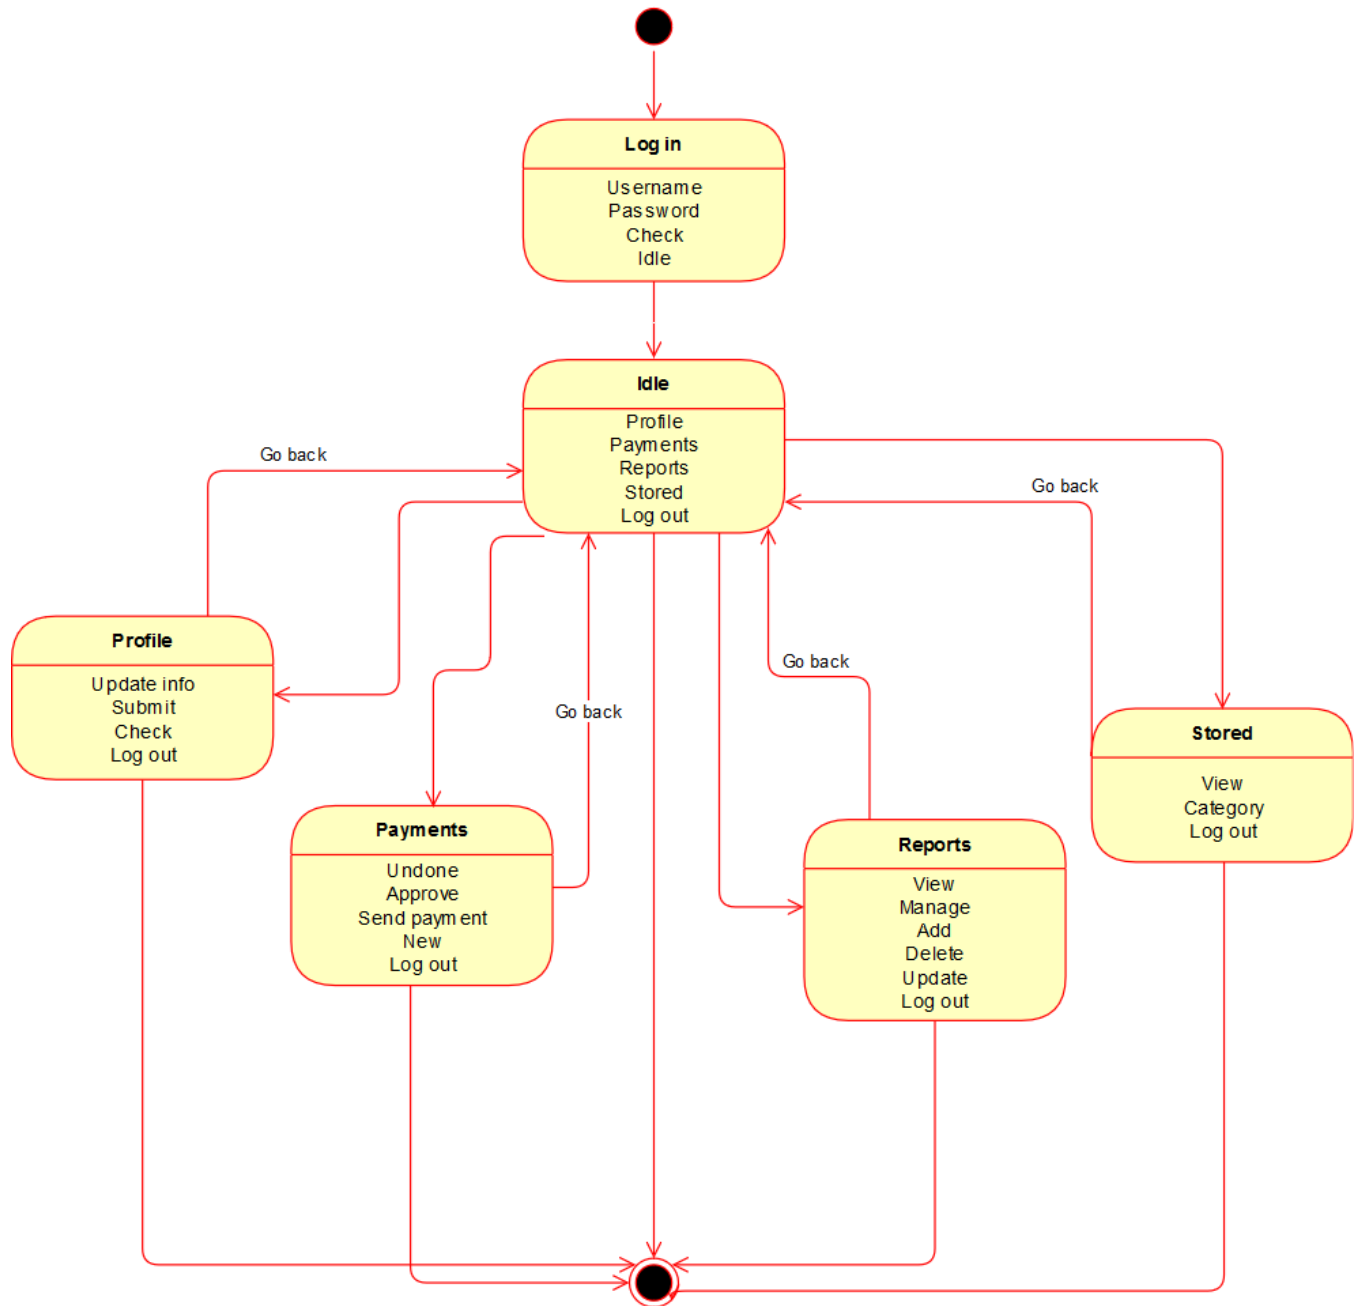 Log in
Username
Password
Check
Idle
Idle
Profile
Payments
Reports
Stored
Log out
Go back
Go back
Profile
Update info
Submit
Check
Log out
Go back
Go back
Stored
View
Category
Log out
Payments
Undone
Approve
Send payment
New
Log out
Reports
View
Manage
Add
Delete
Update
Log out